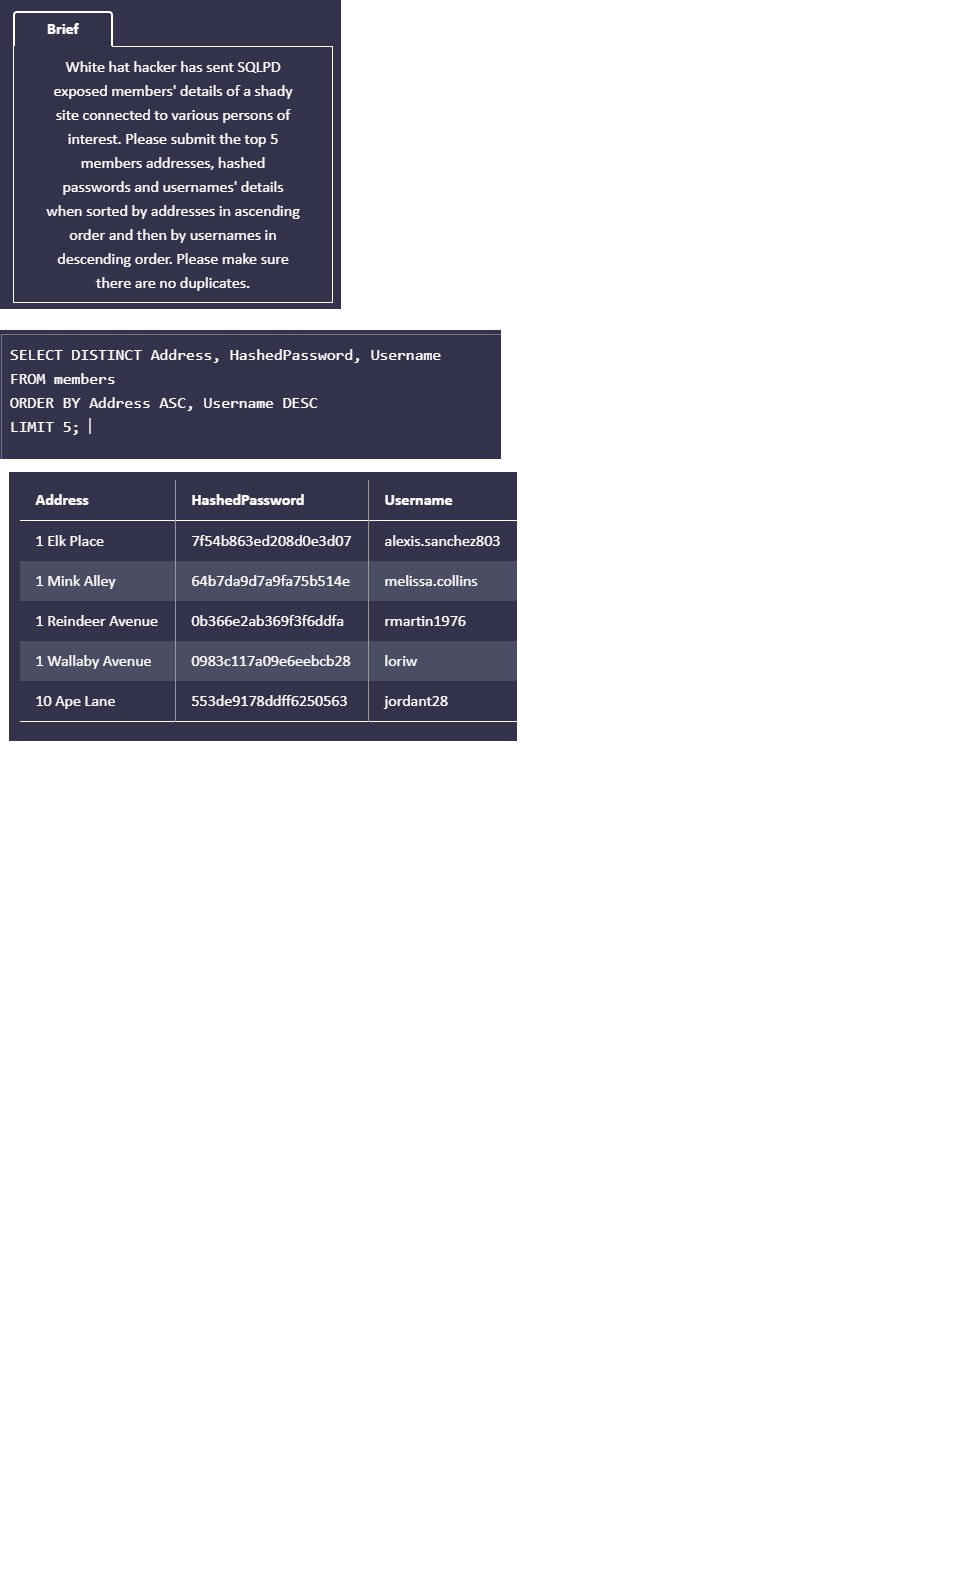 Brief
White hat hacker has sent SQLPD
exposed members' details of a shady
site connected to various persons of
interest. Please submit the top 5
members addresses, hashed
passwords and usernames' details
when sorted by addresses in ascending
order and then by usernames in
descending order. Please make sure
there are no duplicates.
SELECT DISTINCT Address, HashedPassword, Username
FROM members
ORDER BY Address ASC, Username DESC
LIMIT 5;
Address HashedPassword Username
1 Elk Place 7f54b863ed208d0e3d07 alexis.sanchez803
1 Mink Alley 64b7da9d7a9fa75b514e melissa.collins
1 Reindeer Avenue 0b366e2ab369f3f6ddfa rmartin1976
1 Wallaby Avenue 0983c117a09e6eebcb28 loriw
10 Ape Lane 553de9178ddff6250563 jordant28